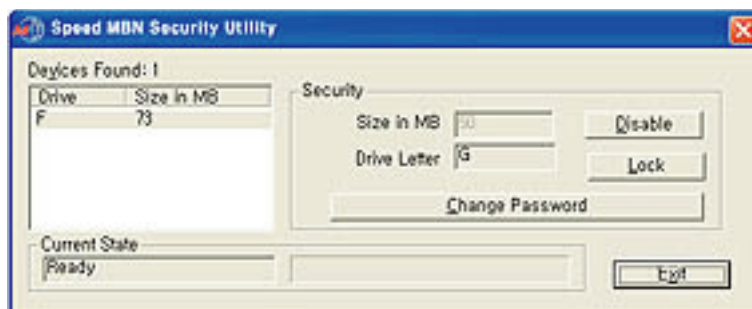 Speed MBN Security Utility
Devices Found: 1
Drive Size in MB
F 73
Security
Size in MB 50
Drive Letter G
Disable
Lock
Change Password
Current State
Ready
Exit